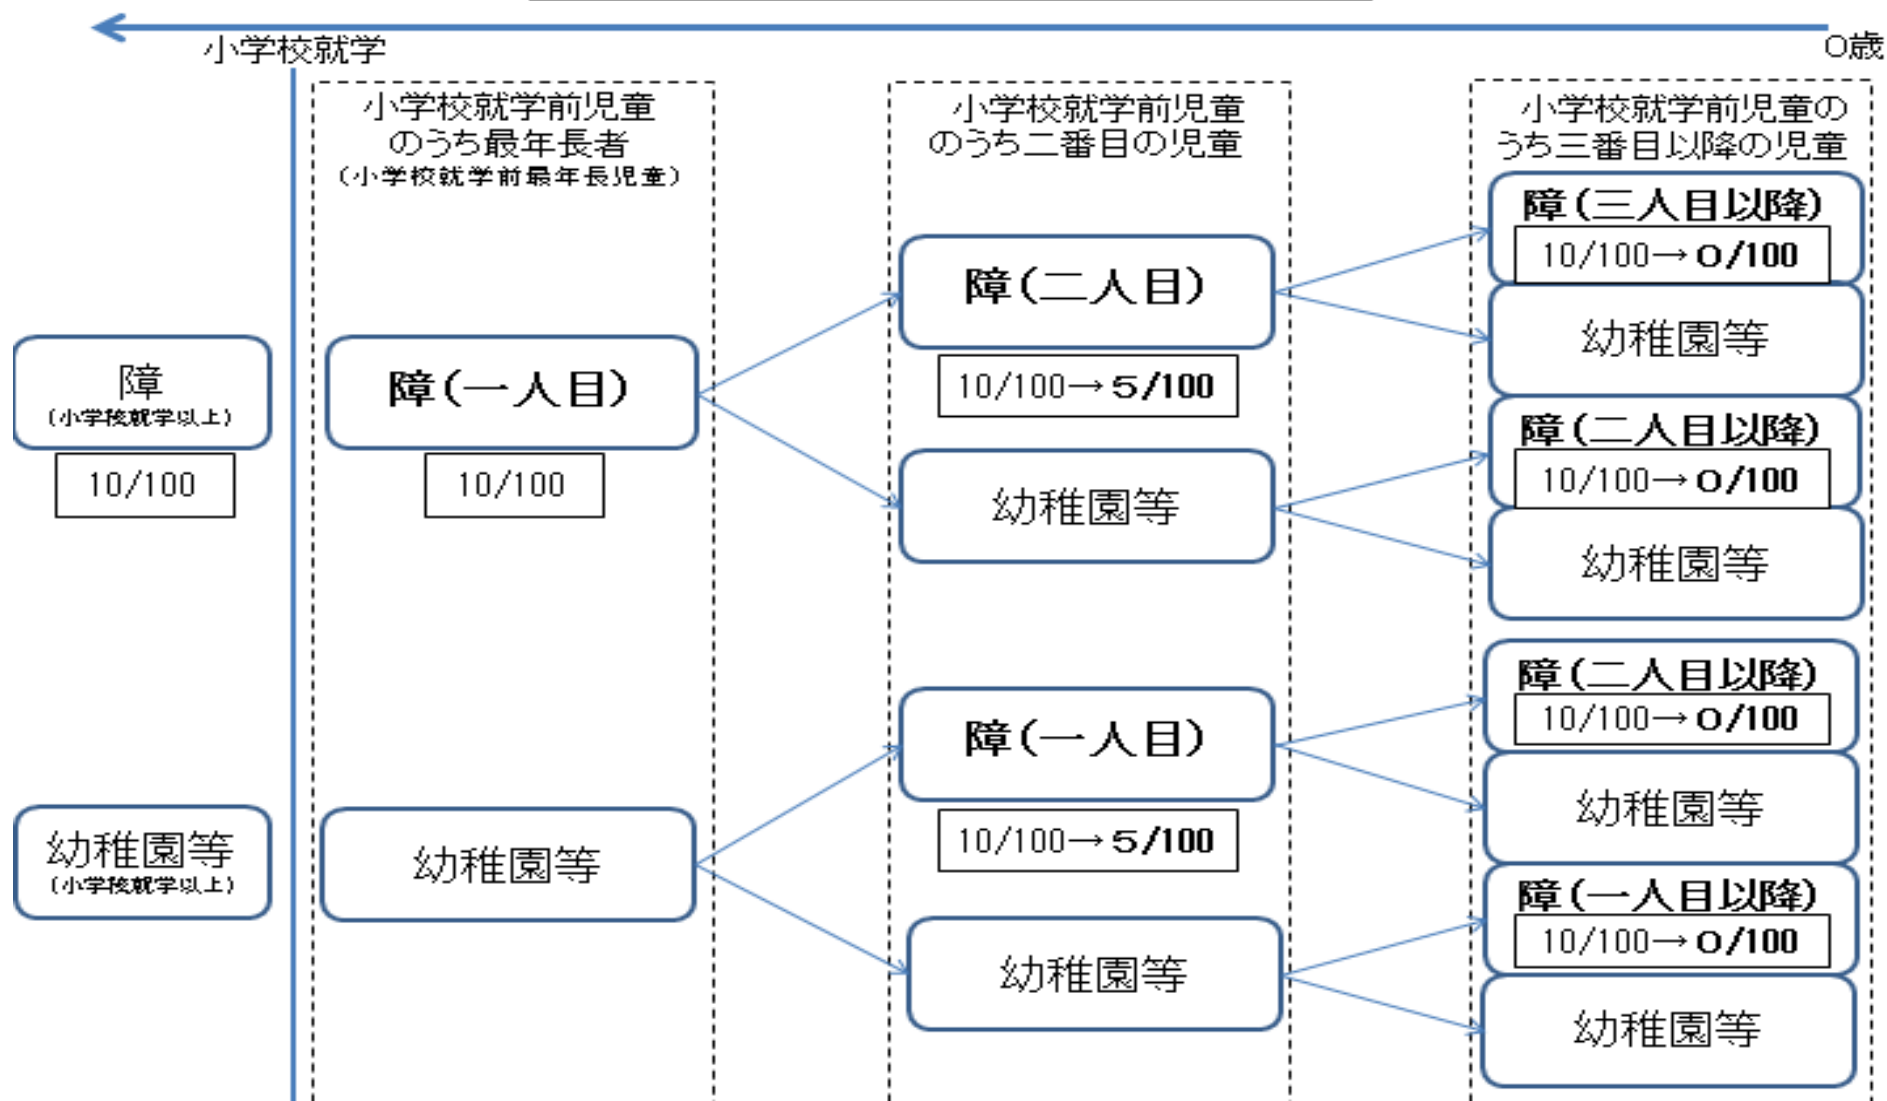 小学校就学
０歳
小学校就学前児童
のうち最年長者
（小学校就学前最年長児童）
小学校就学前児童
のうち二番目の児童
小学校就学前児童の
うち三番目以降の児童
障
（小学校就学以上）
10/100
幼稚園等
（小学校就学以上）
障（一人目）
10/100
幼稚園等
障（二人目）
10/100→５/100
幼稚園等
障（一人目）
10/100→５/100
幼稚園等
障（三人目以降）
10/100→０/100
幼稚園等
障（二人目以降）
10/100→０/100
幼稚園等
障（二人目以降）
10/100→０/100
幼稚園等
障（一人目以降）
10/100→０/100
幼稚園等